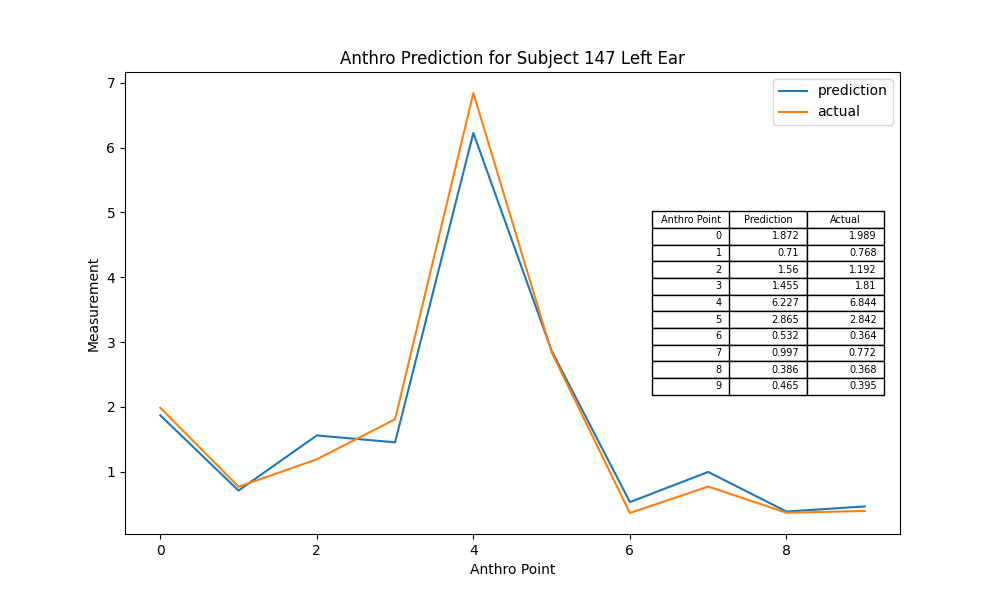 Anthro Prediction for Subject 147 Left Ear
7
6
5
4
3
2
1
Measurement
0 2 4 6 8
Anthro Point
prediction
actual
Anthro Point Prediction Actual
0 1.872 1.989
1 0.71 0.768
2 1.56 1.192
3 1.455 1.81
4 6.227 6.844
5 2.865 2.842
6 0.532 0.364
7 0.997 0.772
8 0.386 0.368
9 0.465 0.395